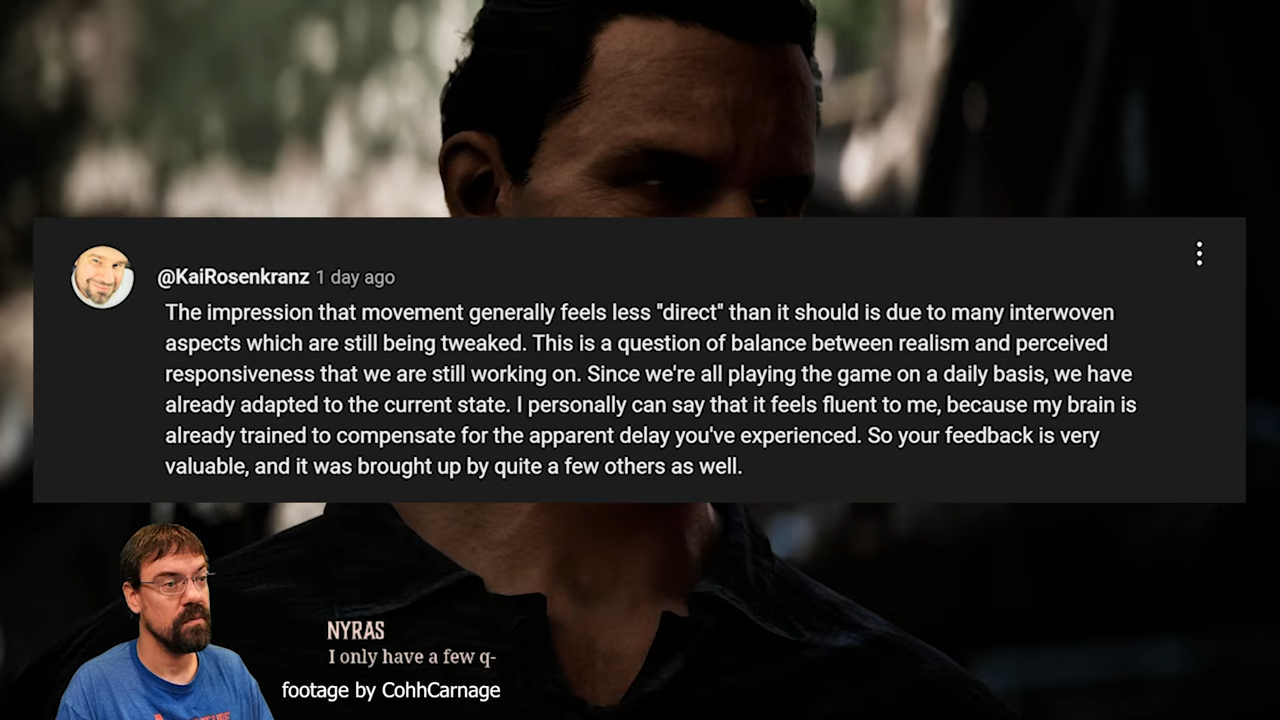 @KaiRosenkranz 1 day ago
The impression that movement generally feels less "direct" than it should is due to many interwoven
aspects which are still being tweaked. This is a question of balance between realism and perceived
responsiveness that we are still working on. Since we're all playing the game on a daily basis, we have
already adapted to the current state. I personally can say that it feels fluent to me, because my brain is
already trained to compensate for the apparent delay you've experienced. So your feedback is very
valuable, and it was brought up by quite a few others as well.
NYRAS
I only have a few q-
footage by CohhCarnage